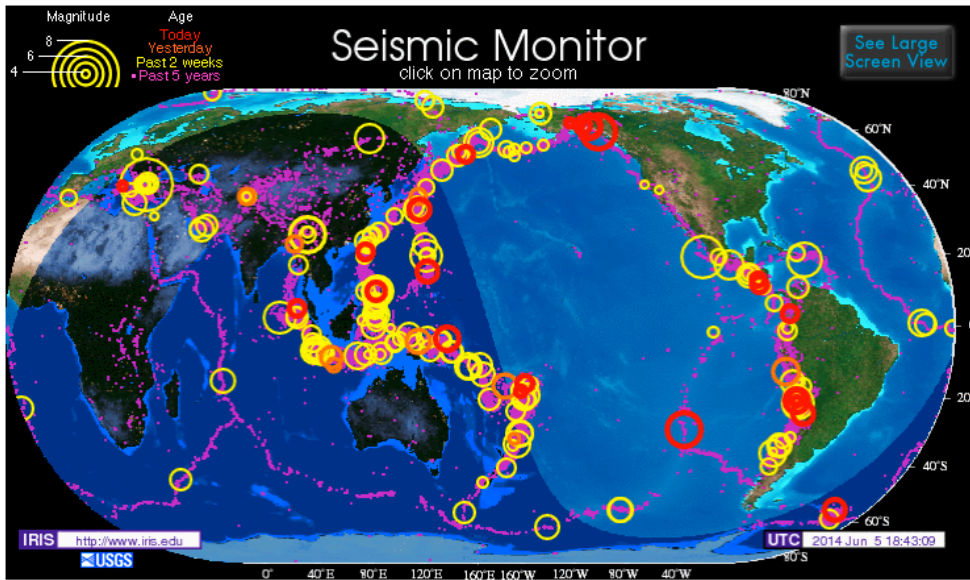 Magnitude
Age
8
6
4
Today
Yesterday
Past 2 weeks
Past 5 years
Seismic Monitor
click on map to zoom
See Large
Screen View
80°N
60°N
40°N
20°
0°
20°
40°S
60°S
80°S
IRIS http://www.iris.edu
USGS
UTC 2014 Jun 5 18:43:09
0° 40°E 80°E 120°E 160°E 160°W 120°W 80°W 40°W